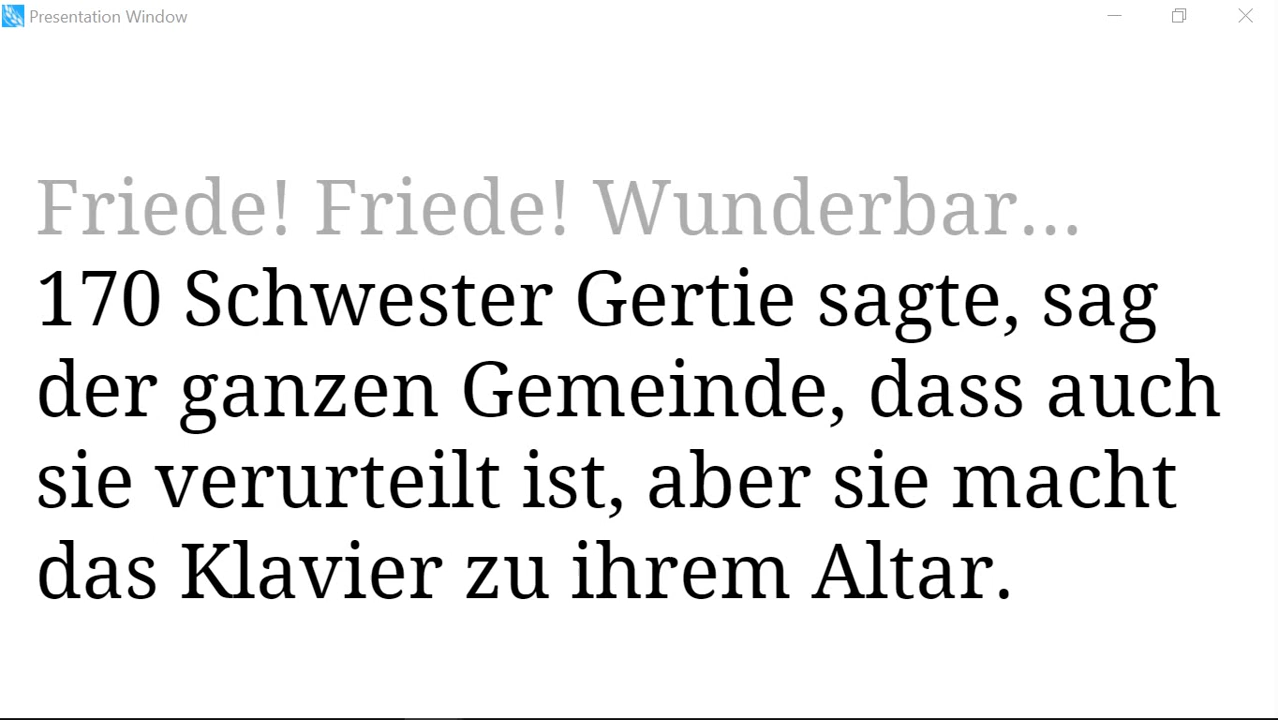 Presentation Window
Friede! Friede! Wunderbar...
170 Schwester Gertie sagte, sag
der ganzen Gemeinde, dass auch
sie verurteilt ist, aber sie macht
das Klavier zu ihrem Altar.